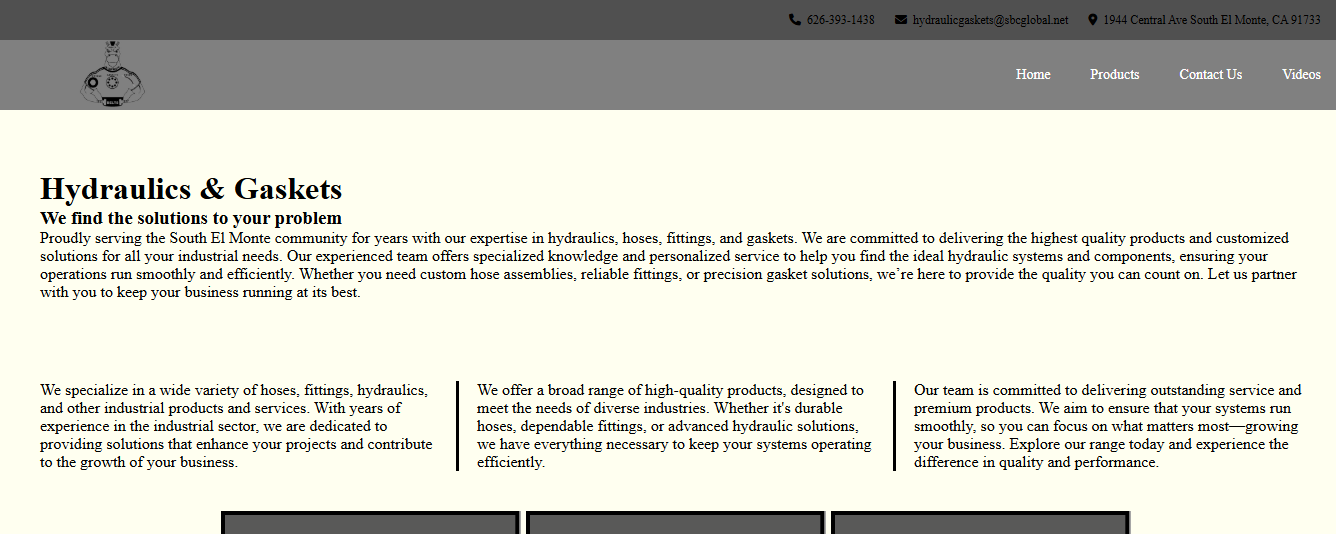 626-393-1438 hydraulicgaskets@sbcglobal.net 1944 Central Ave South El Monte, CA 91733
Home Products Contact Us Videos
Hydraulics & Gaskets
We find the solutions to your problem
Proudly serving the South El Monte community for years with our expertise in hydraulics, hoses, fittings, and gaskets. We are committed to delivering the highest quality products and customized
solutions for all your industrial needs. Our experienced team offers specialized knowledge and personalized service to help you find the ideal hydraulic systems and components, ensuring your
operations run smoothly and efficiently. Whether you need custom hose assemblies, reliable fittings, or precision gasket solutions, we’re here to provide the quality you can count on. Let us partner
with you to keep your business running at its best.
We specialize in a wide variety of hoses, fittings, hydraulics,
and other industrial products and services. With years of
experience in the industrial sector, we are dedicated to
providing solutions that enhance your projects and contribute
to the growth of your business.
We offer a broad range of high-quality products, designed to
meet the needs of diverse industries. Whether it's durable
hoses, dependable fittings, or advanced hydraulic solutions,
we have everything necessary to keep your systems operating
efficiently.
Our team is committed to delivering outstanding service and
premium products. We aim to ensure that your systems run
smoothly, so you can focus on what matters most—growing
your business. Explore our range today and experience the
difference in quality and performance.